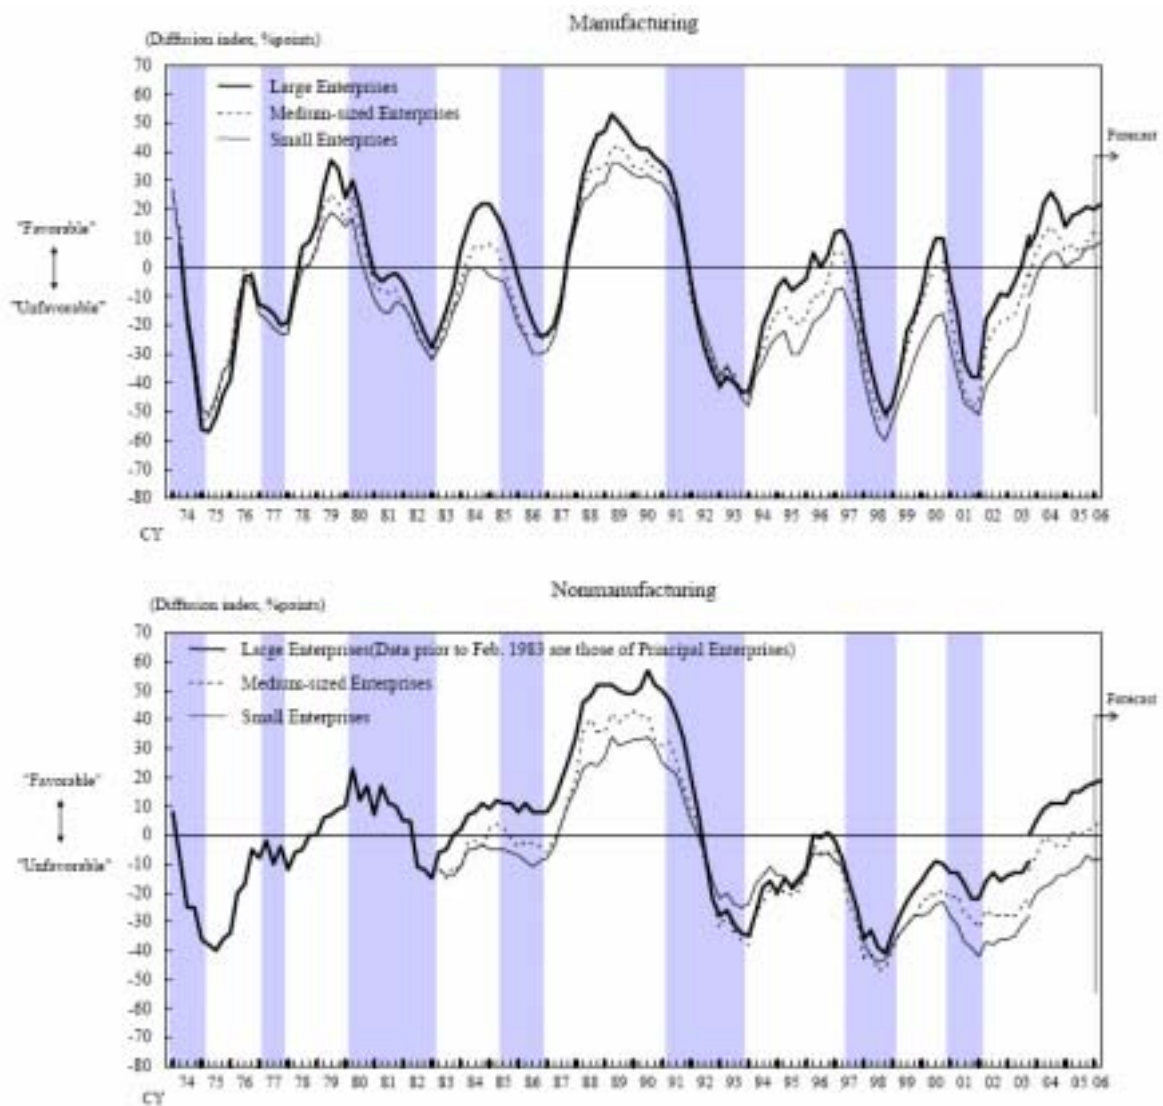 Manufacturing
(Diffusion index, %points)
70
60
50
40
30
20
10
0
-10
-20
-30
-40
-50
-60
-70
-80
Large Enterprises
Medium-sized Enterprises
Small Enterprises
Forecast
"Favorable"
"Unfavorable"
74 75 76 77 78 79 80 81 82 83 84 85 86 87 88 89 90 91 92 93 94 95 96 97 98 99 00 01 02 03 04 05 06
CY
Nonmanufacturing
(Diffusion index, %points)
70
60
50
40
30
20
10
0
-10
-20
-30
-40
-50
-60
-70
-80
Large Enterprises(Data prior to Feb. 1983 are those of Principal Enterprises)
Medium-sized Enterprises
Small Enterprises
Forecast
"Favorable"
"Unfavorable"
74 75 76 77 78 79 80 81 82 83 84 85 86 87 88 89 90 91 92 93 94 95 96 97 98 99 00 01 02 03 04 05 06
CY